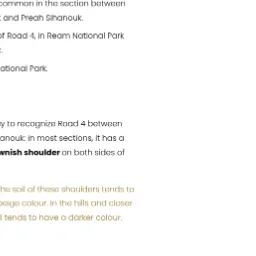 common in the section between
and Preah Sihanouk.
of Road 4, in Ream National Park
ational Park.
y to recognize Road 4 between
anouk: in most sections, it has a
wnish shoulder on both sides of
he soil of these shoulders tends to
beige colour. In the hills and closer
l tends to have a darker colour.